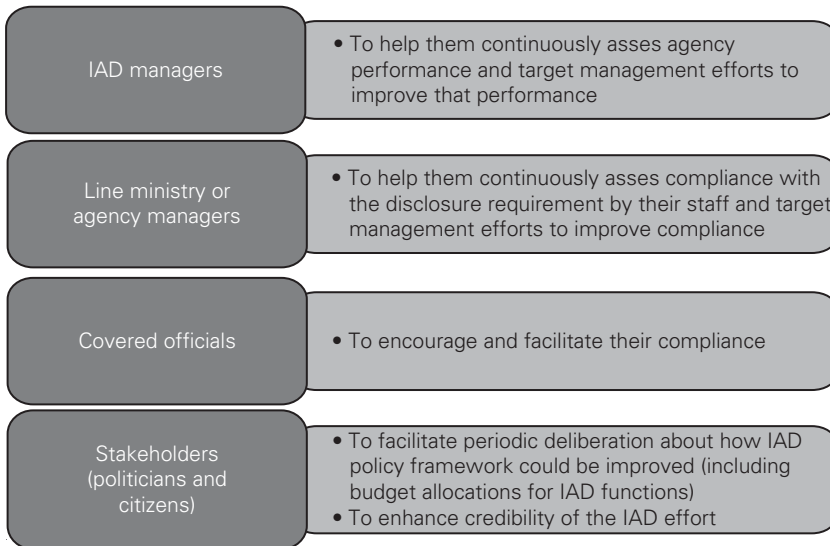 IAD managers
• To help them continuously asses agency
performance and target management efforts to
improve that performance
Line ministry or
agency managers
• To help them continuously asses compliance with
the disclosure requirement by their staff and target
management efforts to improve compliance
Covered officials
• To encourage and facilitate their compliance
Stakeholders
(politicians and
citizens)
• To facilitate periodic deliberation about how IAD
policy framework could be improved (including
budget allocations for IAD functions)
• To enhance credibility of the IAD effort